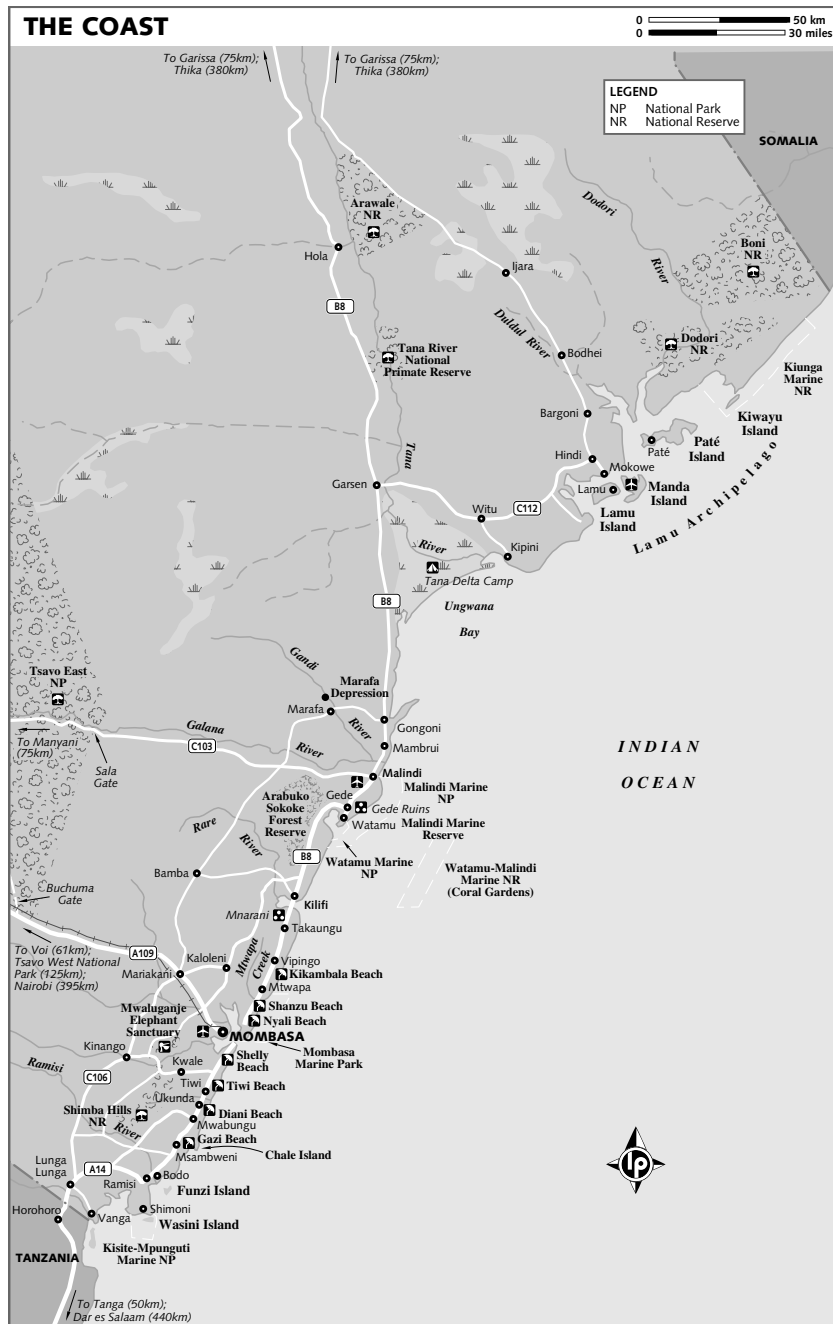 THE COAST
0 50 km
0 30 miles
To Garissa (75km);
Thika (380km)
To Garissa (75km);
Thika (380km)
LEGEND
NP National Park
NR National Reserve
SOMALIA
Arawale
NR
Dodori
River
Boni
NR
Hola
Ijara
B8
Duldul River
Tana River
National
Primate Reserve
Bodhei
Dodori
NR
Kiunga
Marine
NR
Bargoni
Kiwayu
Island
Tana
Hindi
Paté
Paté
Island
Mokowe
Garsen
Lamu
Manda
Island
Witu
C112
Lamu
Island
Lamu Archipelago
River
Kipini
Tana Delta Camp
B8
Ungwana
Bay
Gandi
River
Tsavo East
NP
Marafa
Depression
Marafa
Galana
River
Gongoni
To Manyani
(75km)
C103
Mambrui
Sala
Gate
INDIAN
OCEAN
Malindi
Malindi Marine
NP
Arabuko
Sokoke
Forest
Reserve
Gede
Gede Ruins
Watamu
Malindi Marine
Reserve
Rare
River
B8
Watamu Marine
NP
Watamu-Malindi
Marine NR
(Coral Gardens)
Bamba
Buchuma
Gate
Kilifi
Mnarani
Takaungu
To Voi (61km);
Tsavo West National
Park (125km);
Nairobi (395km)
A109
Kaloleni
Mtwapa
Creek
Vipingo
Mariakani
Kikambala Beach
Mtwapa
Mwaluganje
Elephant
Sanctuary
Shanzu Beach
Nyali Beach
MOMBASA
Mombasa
Marine Park
Kinango
Ramisi
River
Kwale
Shelly
Beach
C106
Tiwi
Tiwi Beach
Ukunda
Shimba Hills
NR
Diani Beach
Mwabungu
Gazi Beach
Msambweni
Chale Island
Lunga
Lunga
A14
Ramisi
Bodo
Funzi Island
Horohoro
Vanga
Shimoni
Wasini Island
TANZANIA
Kisite-Mpunguti
Marine NP
lp
To Tanga (50km);
Dar es Salaam (440km)